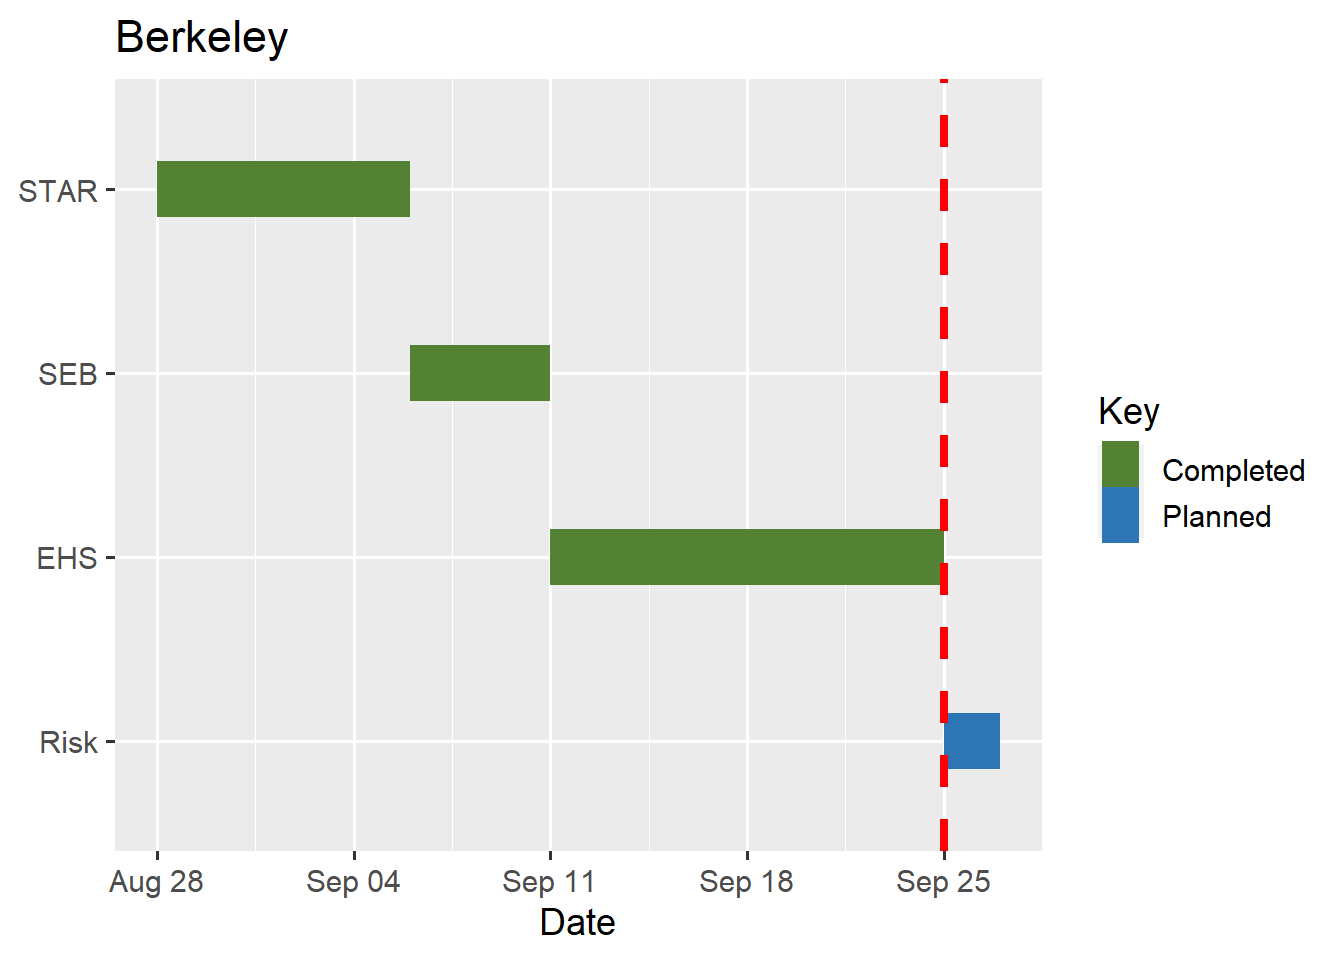 Berkeley
STAR
SEB
EHS
Risk
Aug 28 Sep 04 Sep 11 Sep 18 Sep 25
Date
Key
Completed
Planned